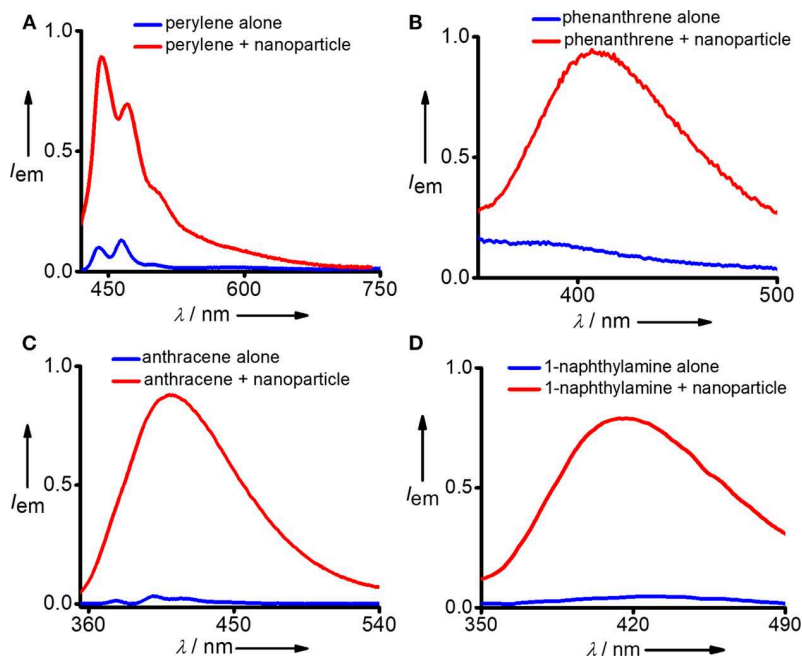 A
perylene alone
perylene + nanoparticle
1.0
0.5
0.0
Iem
450
600
750
λ / nm
B
phenanthrene alone
phenanthrene + nanoparticle
1.0
0.5
0.0
Iem
400
500
λ / nm
C
anthracene alone
anthracene + nanoparticle
1.0
0.5
0.0
Iem
360
450
540
λ / nm
D
1-naphthylamine alone
1-naphthylamine + nanoparticle
1.0
0.5
0.0
Iem
350
420
490
λ / nm